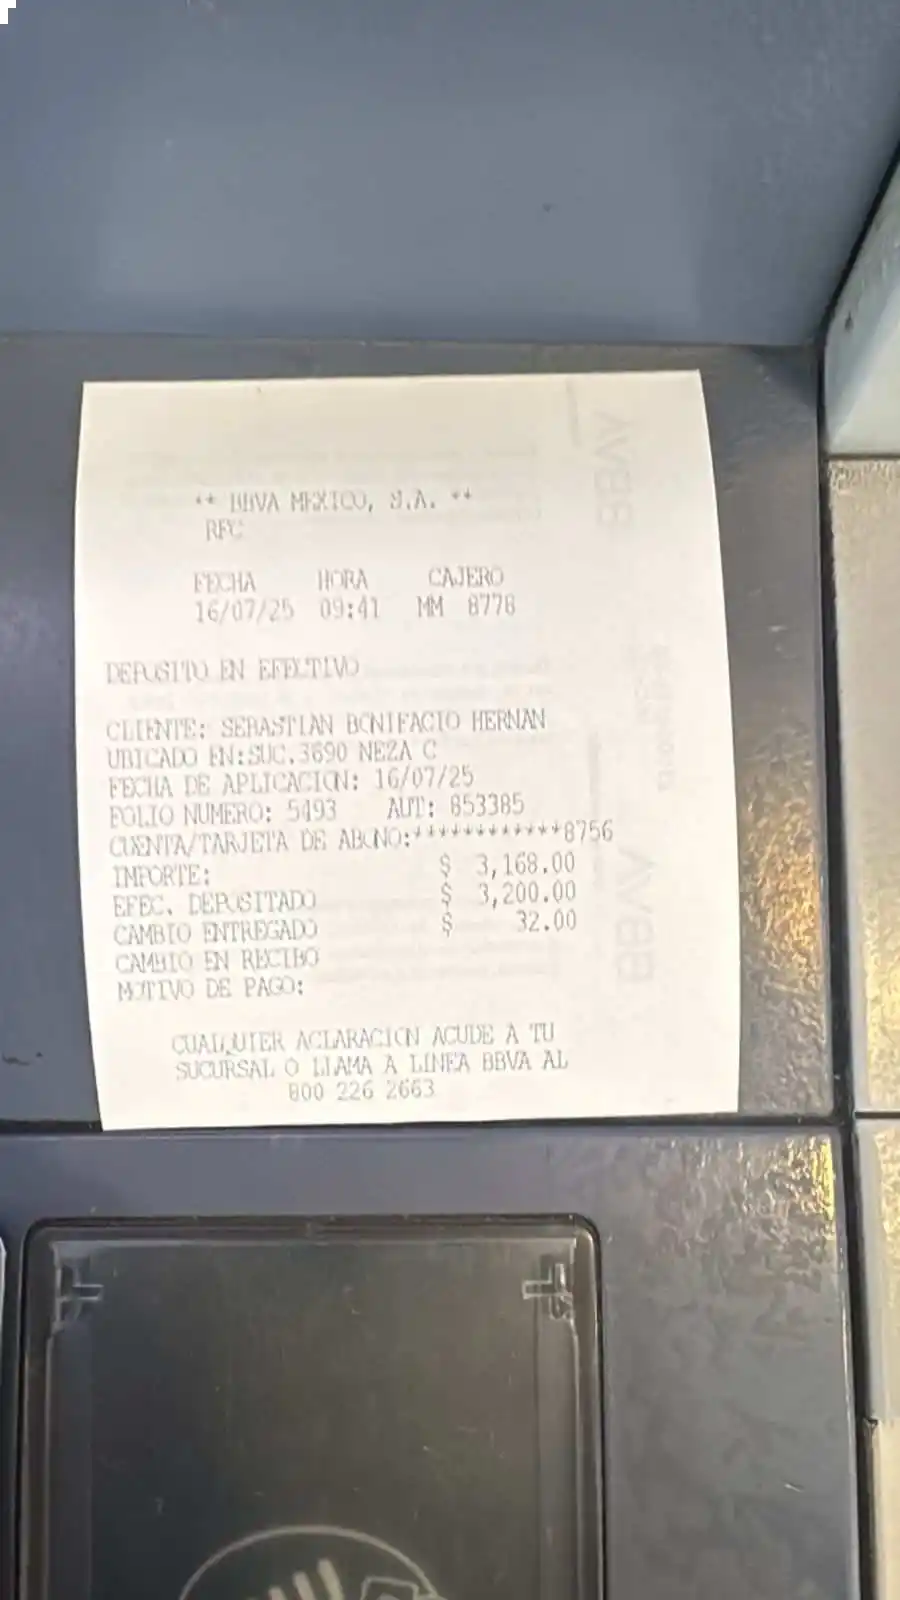 ** BBVA MEXICO, S.A. **
RFC
FECHA HORA CAJERO
16/07/25 09:41 MM 8778
DEPOSITO EN EFECTIVO
CLIENTE: SEBASTIAN BONIFACIO HERNAN
UBICADO EN:SUC.3690 NEZA C
FECHA DE APLICACION: 16/07/25
FOLIO NUMERO: 5493 AUT: 853385
CUENTA/TARJETA DE ABONO:************8756
IMPORTE: $ 3,168.00
EFEC. DEPOSITADO $ 3,200.00
CAMBIO ENTREGADO $ 32.00
CAMBIO EN RECIBO
MOTIVO DE PAGO:
CUALQUIER ACLARACION ACUDE A TU
SUCURSAL O LLAMA A LINEA BBVA AL
800 226 2663
BBVA
BBVA